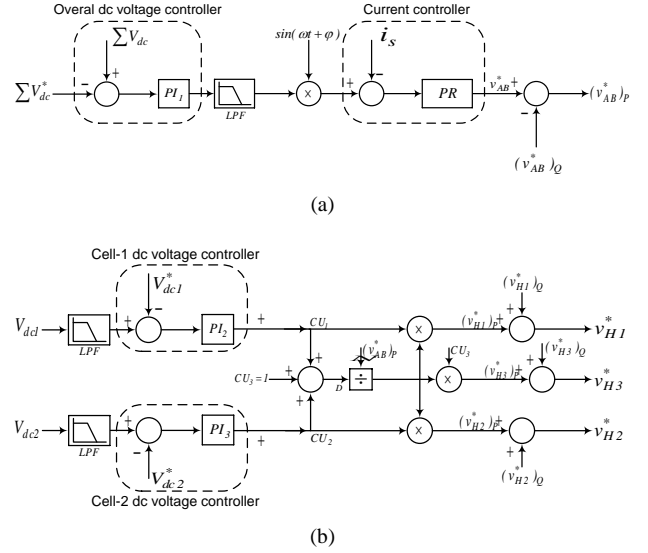 Overal dc voltage controller
Current controller
∑V_dc
sin(ωt + φ)
i_s
∑V*_dc
PI_1
LPF
×
PR
v*_AB
(v*_AB)_P
(v*_AB)_Q
(a)
Cell-1 dc voltage controller
V*_dc1
(v*_H1)_Q
V_dc1
LPF
PI_2
CU_1
×
(v*_H1)_P
v*_H1
(v*_AB)_P
CU_3
(v*_H3)_Q
CU_3=1
D
÷
×
(v*_H3)_P
v*_H3
V_dc2
LPF
PI_3
CU_2
×
(v*_H2)_P
v*_H2
V*_dc2
(v*_H2)_Q
Cell-2 dc voltage controller
(b)